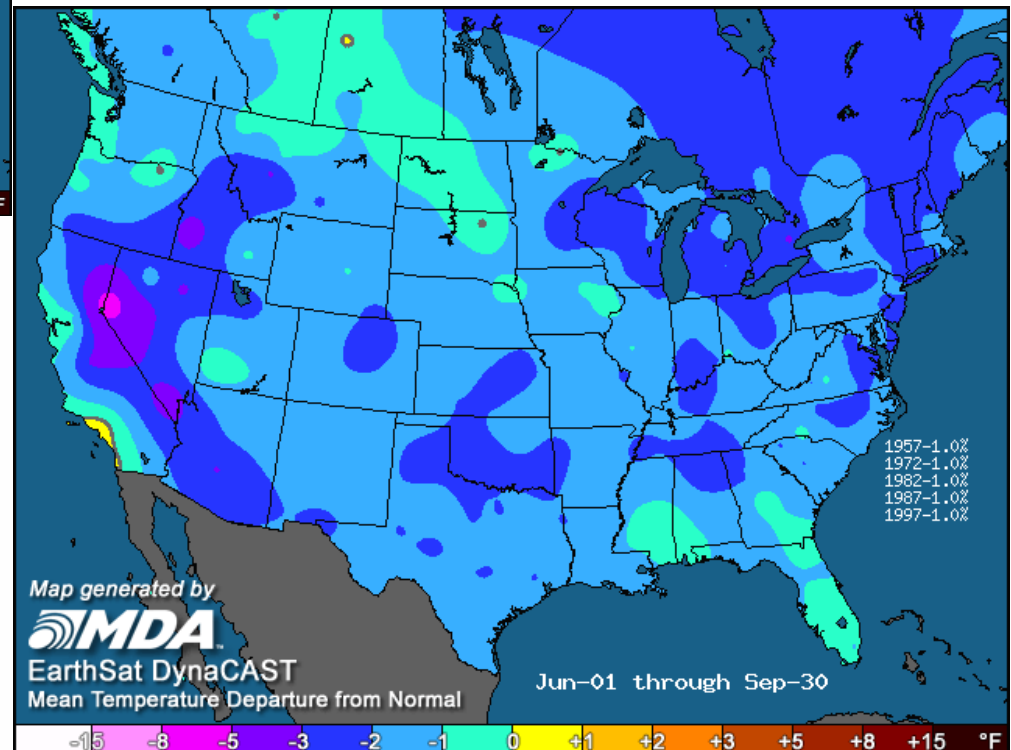 F
1957-1.0%
1972-1.0%
1982-1.0%
1987-1.0%
1997-1.0%
Map generated by
MDA
EarthSat DynaCAST
Mean Temperature Departure from Normal
Jun-01 through Sep-30
-15 -8 -5 -3 -2 -1 0 +1 +2 +3 +5 +8 +15 °F